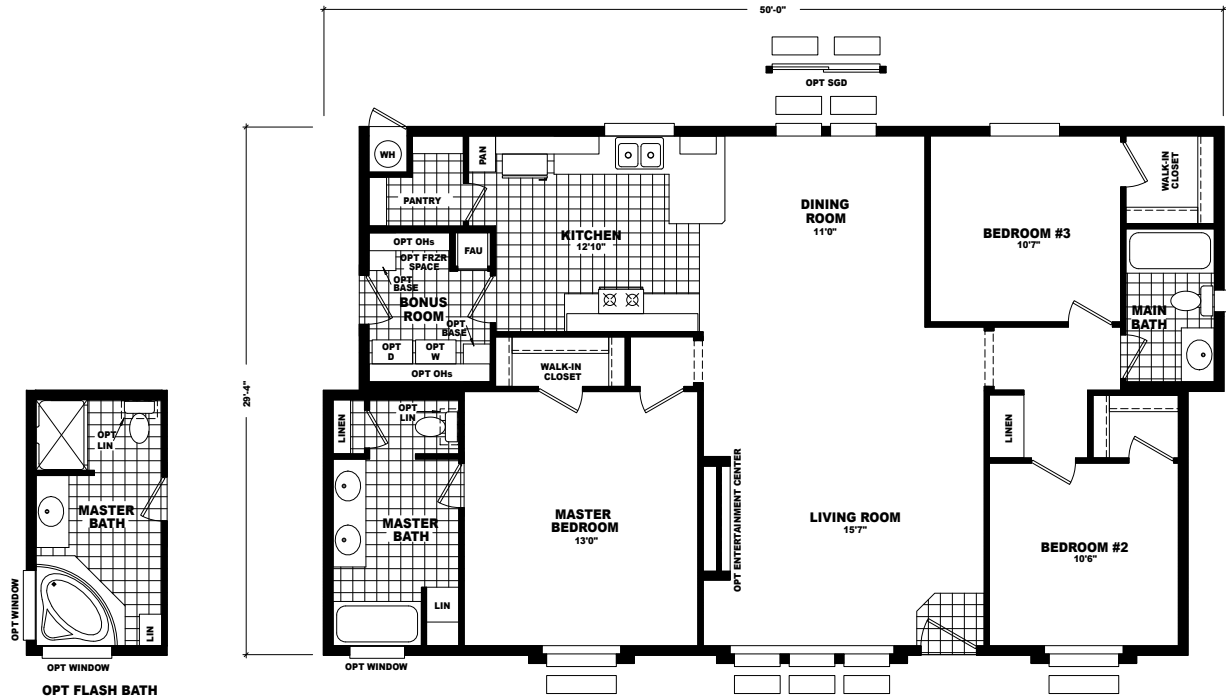 50'-0"
OPT SGD
WH
PAN
PANTRY
KITCHEN
12'10"
DINING
ROOM
11'0"
BEDROOM #3
10'7"
WALK-IN
CLOSET
OPT OHs
FAU
OPT FRZR
SPACE
OPT
BASE
BONUS
ROOM
OPT
BASE
OPT
D
OPT
W
OPT OHs
MAIN
BATH
29'-4"
WALK-IN
CLOSET
LINEN
OPT
LIN
LINEN
OPT
LIN
MASTER
BATH
MASTER
BATH
MASTER
BEDROOM
13'0"
OPT ENTERTAINMENT CENTER
LIVING ROOM
15'7"
BEDROOM #2
10'6"
OPT WINDOW
LIN
LIN
OPT WINDOW
OPT WINDOW
OPT FLASH BATH